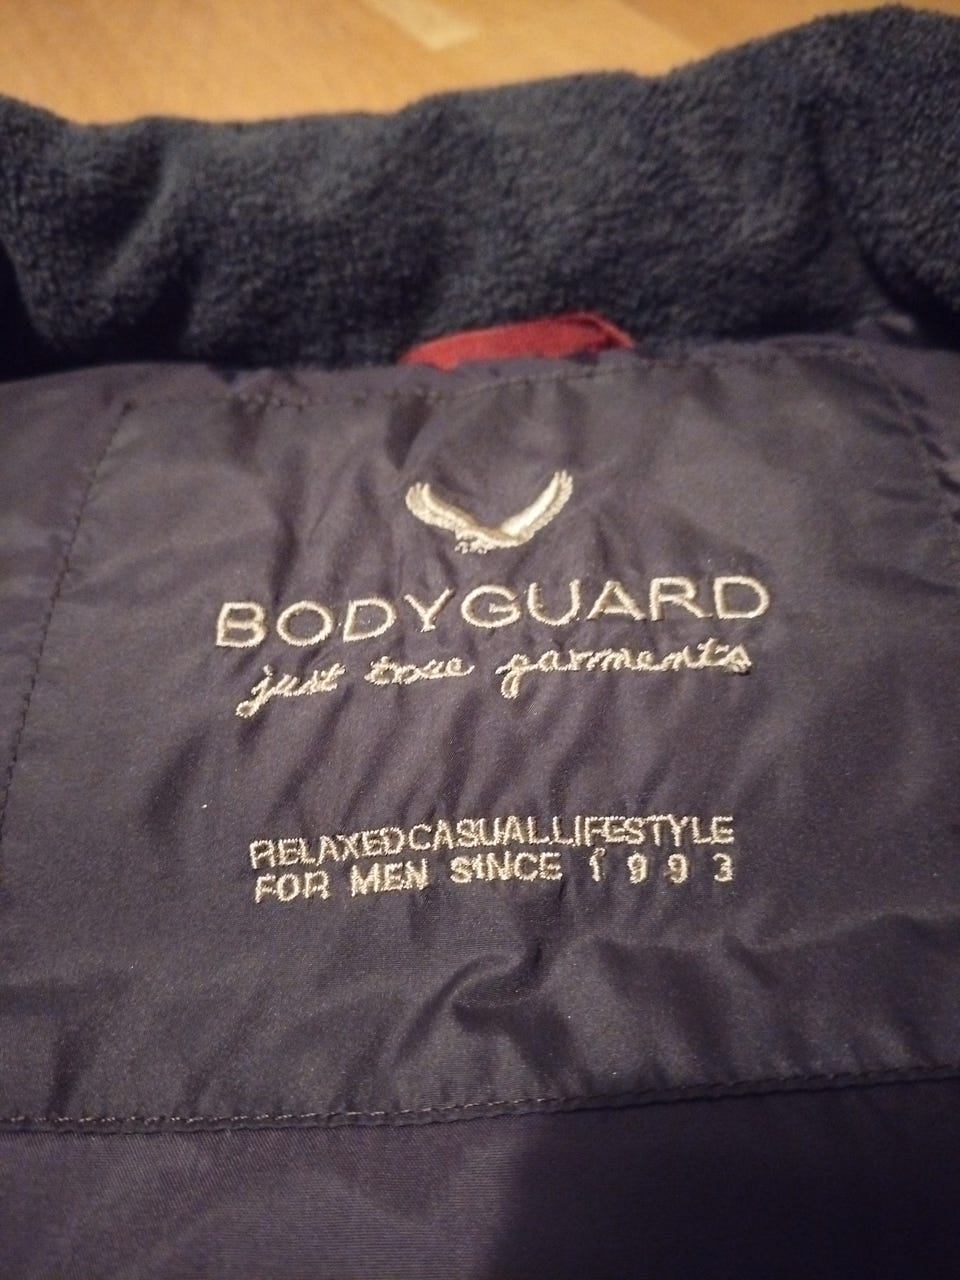 BODYGUARD
just true garments
RELAXEDCASUALLIFESTYLE
FOR MEN SINCE 1993